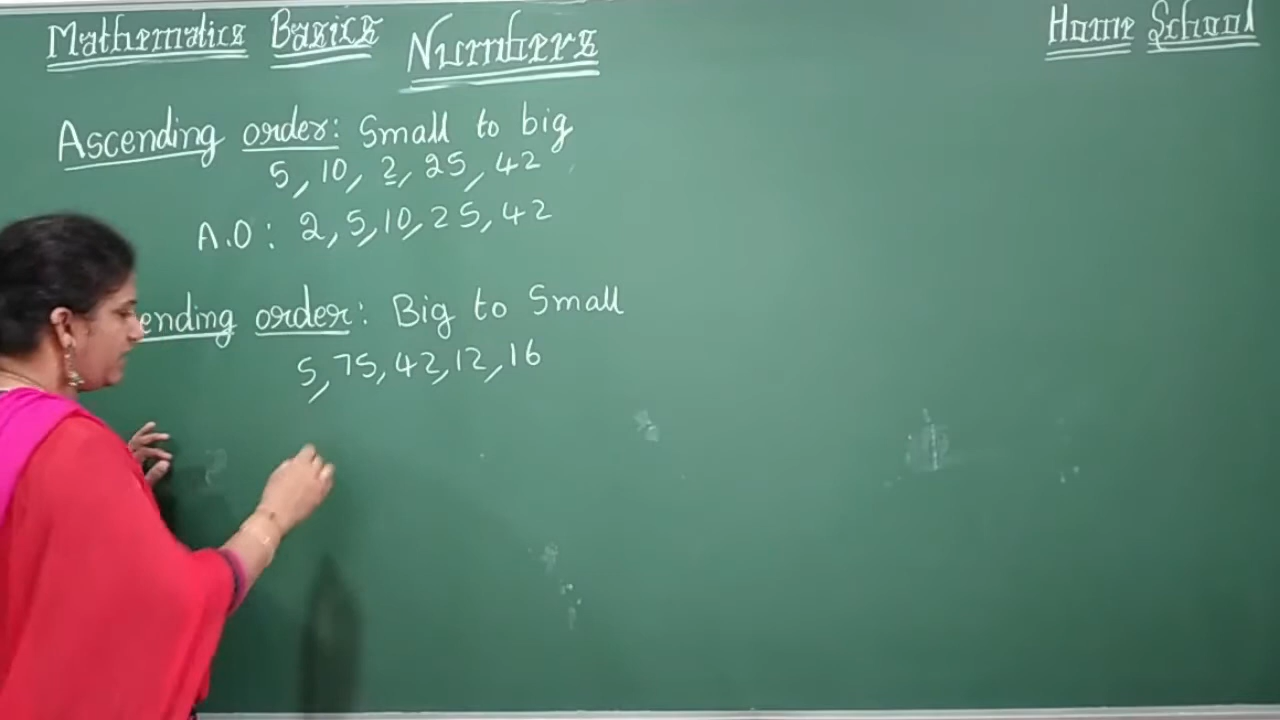 Mathematics Basics Numbers
Home School
Ascending order: Small to big
5, 10, 2, 25, 42
A.O: 2, 5, 10, 25, 42
ending order: Big to Small
5, 75, 42, 12, 16